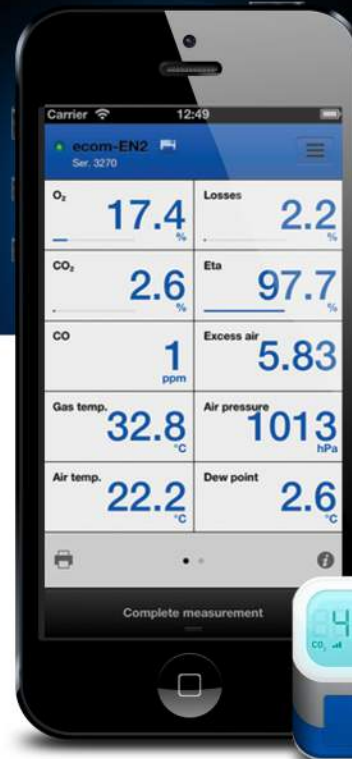 Carrier 12:49
ecom-EN2
Ser. 3270
O₂ 17.4 %
Losses 2.2 %
CO₂ 2.6 %
Eta 97.7 %
CO 1 ppm
Excess air 5.83
Gas temp. 32.8 °C
Air pressure 1013 hPa
Air temp. 22.2 °C
Dew point 2.6 °C
Complete measurement
4
CO₂